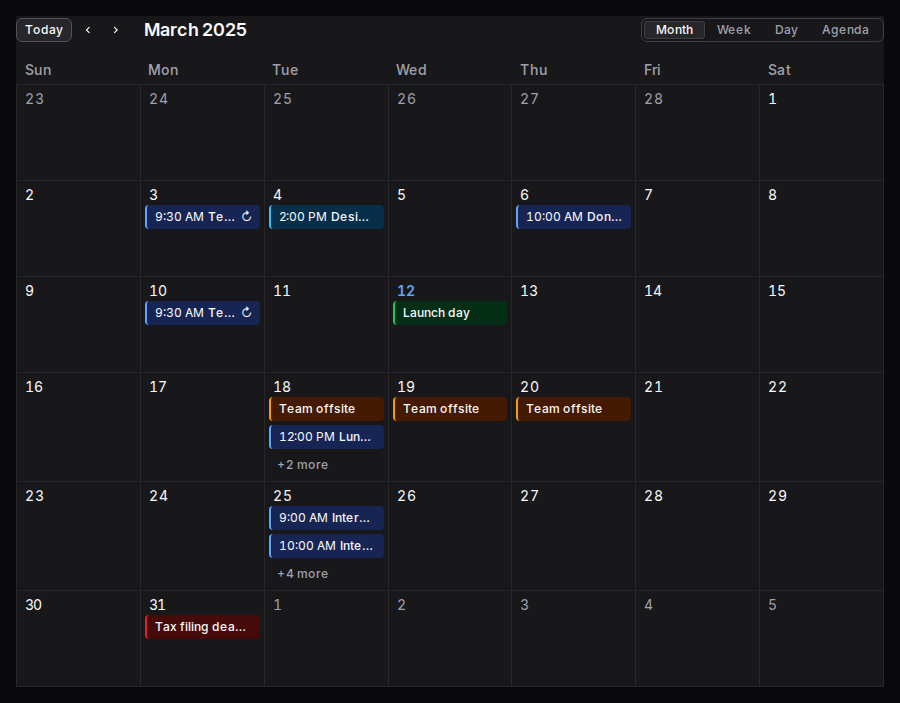 Today ‹ › March 2025 Month Week Day Agenda
Sun Mon Tue Wed Thu Fri Sat
23 24 25 26 27 28 1
2 3 4 5 6 7 8
9:30 AM Te... 2:00 PM Desi... 10:00 AM Don...
9 10 11 12 13 14 15
9:30 AM Te... Launch day
16 17 18 19 20 21 22
Team offsite Team offsite Team offsite
12:00 PM Lun...
+2 more
23 24 25 26 27 28 29
9:00 AM Inter...
10:00 AM Inte...
+4 more
30 31 1 2 3 4 5
Tax filing dea...